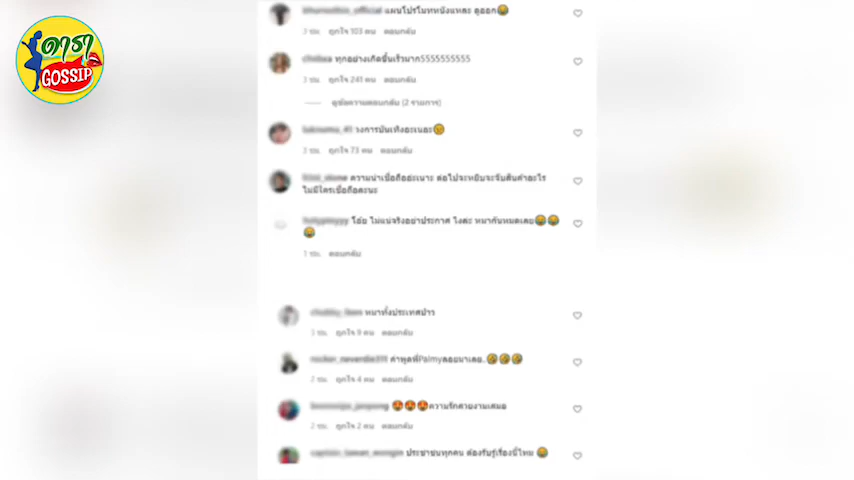 ดารา
GOSSIP
แผนโปรโมทหนังแหละ ดูออก😂
ถูกใจ 103 คน ตอบกลับ
ทุกอย่างเกิดขึ้นเร็วมาก5555555555
3 ชม. ถูกใจ 241 คน ตอบกลับ
ดูข้อความตอบกลับ (2 รายการ)
วงการบันเทิงอะเนอะ
3 ชม. ถูกใจ 73 คน ตอบกลับ
ความน่าเชื่อถืออ่ะเนาะ ต่อไปจะหยิบจะจับสินค้าอะไร
ไม่มีใครเชื่อถือละนะ
โอ๋ย ไม่แน่จริงอย่าประกาศ ไงล่ะ หมากันหมดเลย😂😂
😂
1 ชม. ตอบกลับ
หมาทั้งประเทศป่าว
3 ชม. ถูกใจ 9 คน ตอบกลับ
คำพูดพี่Palmyลอยมาเลย..🤣🤣🤣
2 ชม. ถูกใจ 4 คน ตอบกลับ
😍😍😍ความรักสวยงามเสมอ
2 ชม. ถูกใจ 2 คน ตอบกลับ
ประชาชนทุกคน ต้องรับรู้เรื่องนี้ไหม 😂